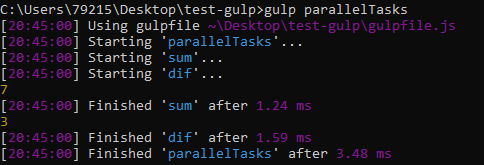 C:\Users\79215\Desktop\test-gulp>gulp parallelTasks
[20:45:00] Using gulpfile ~\Desktop\test-gulp\gulpfile.js
[20:45:00] Starting 'parallelTasks'...
[20:45:00] Starting 'sum'...
[20:45:00] Starting 'dif'...
7
[20:45:00] Finished 'sum' after 1.24 ms
3
[20:45:00] Finished 'dif' after 1.59 ms
[20:45:00] Finished 'parallelTasks' after 3.48 ms